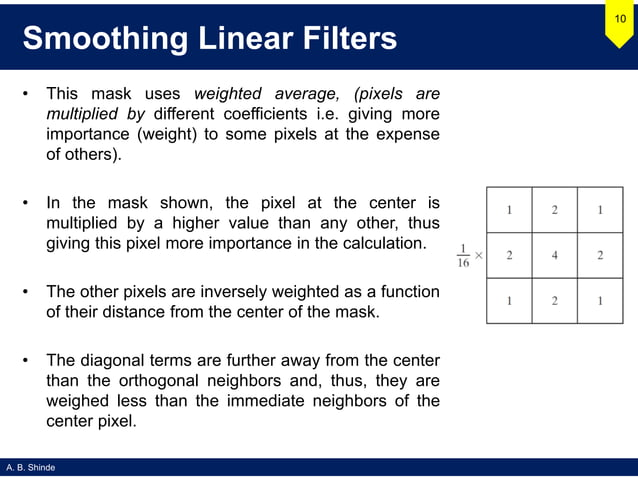 10
Smoothing Linear Filters
• This mask uses weighted average, (pixels are
multiplied by different coefficients i.e. giving more
importance (weight) to some pixels at the expense
of others).
• In the mask shown, the pixel at the center is
multiplied by a higher value than any other, thus
giving this pixel more importance in the calculation.
• The other pixels are inversely weighted as a function
of their distance from the center of the mask.
• The diagonal terms are further away from the center
than the orthogonal neighbors and, thus, they are
weighed less than the immediate neighbors of the
center pixel.
1 2 1
1/16 × 2 4 2
1 2 1
A. B. Shinde